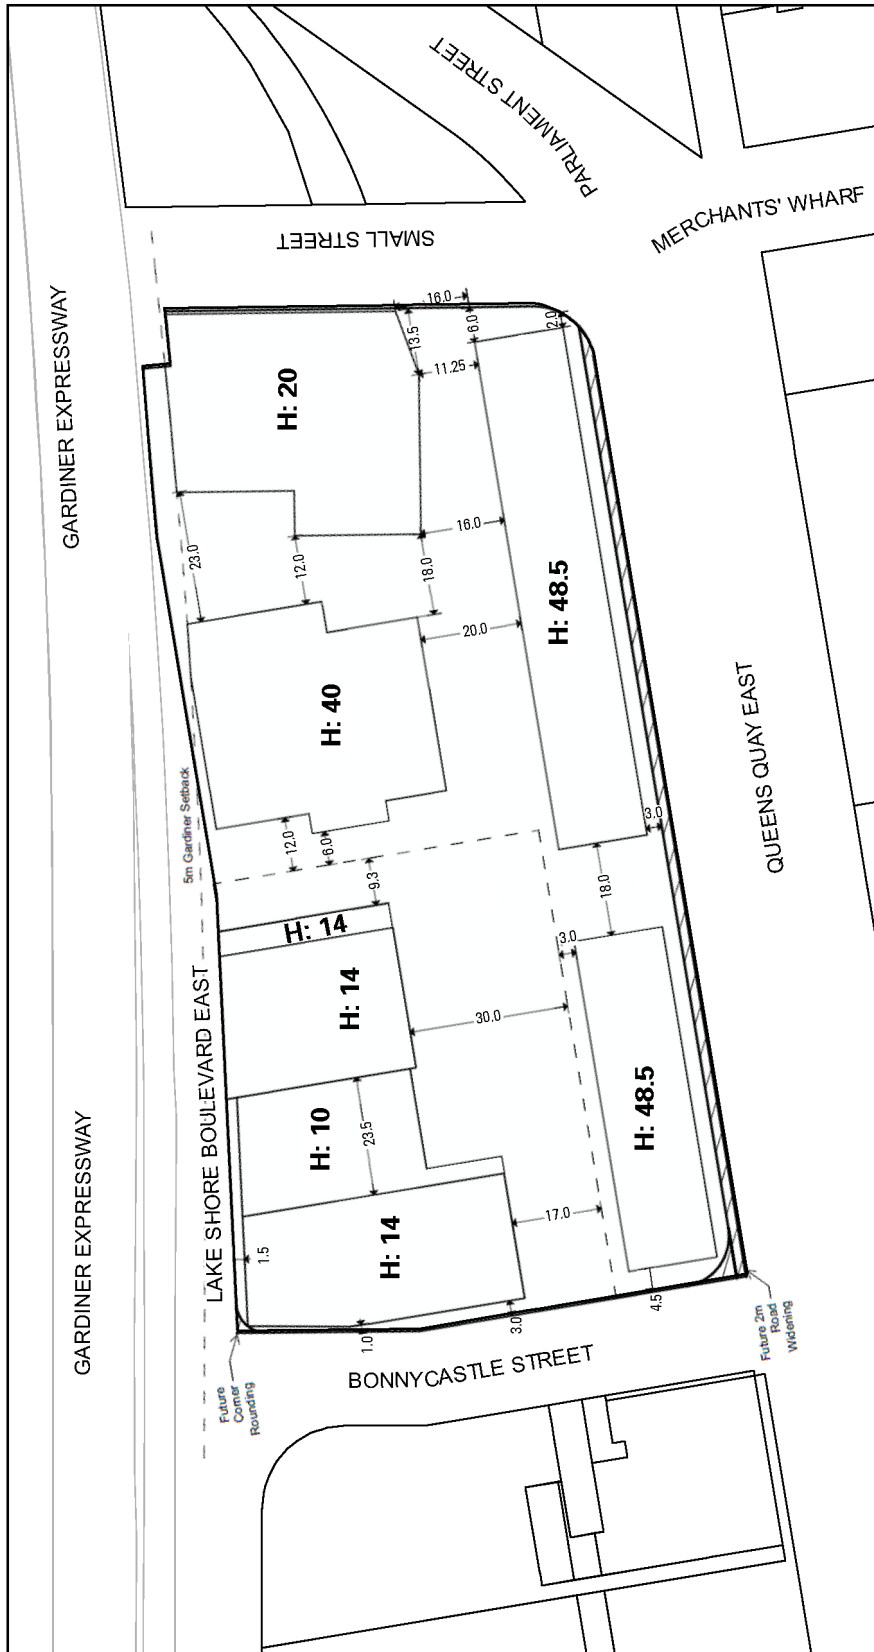 PARLIAMENT STREET
MERCHANTS' WHARF
SMALL STREET
GARDINER EXPRESSWAY
16.0
6.0
2.0
13.5
11.25
H: 20
23.0
12.0
18.0
16.0
20.0
H: 48.5
H: 40
5m Gardiner Setback
12.0
6.0
9.3
3.0
18.0
QUEENS QUAY EAST
H: 14
H: 14
3.0
30.0
LAKE SHORE BOULEVARD EAST
H: 10
23.5
H: 48.5
H: 14
17.0
1.5
1.0
3.0
4.5
GARDINER EXPRESSWAY
Future
Corner
Rounding
BONNYCASTLE STREET
Future 2m
Road
Widening